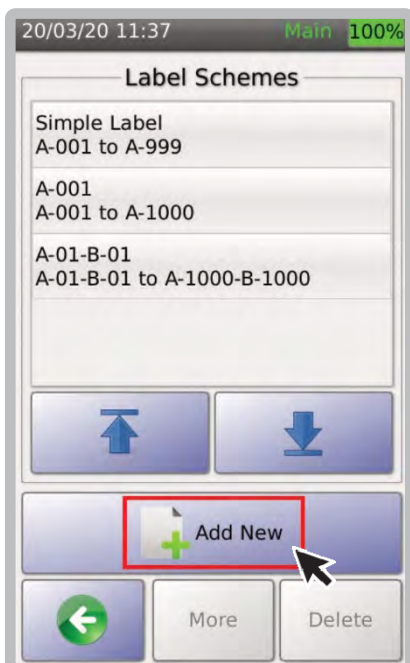 20/03/20 11:37 Main 100%
Label Schemes
Simple Label
A-001 to A-999
A-001
A-001 to A-1000
A-01-B-01
A-01-B-01 to A-1000-B-1000
Add New
More Delete